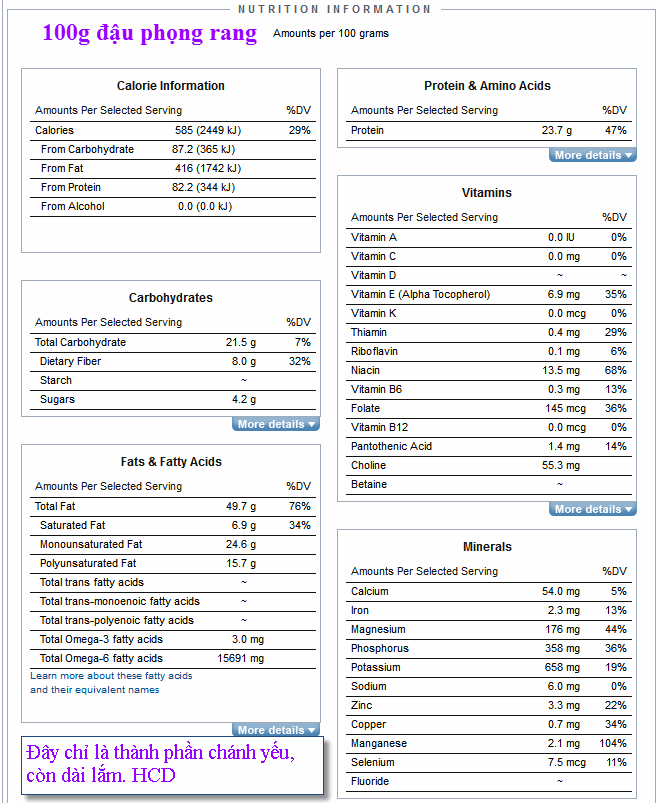 NUTRITION INFORMATION
100g đậu phọng rang Amounts per 100 grams
Calorie Information
Amounts Per Selected Serving %DV
Calories 585 (2449 kJ) 29%
From Carbohydrate 87.2 (365 kJ)
From Fat 416 (1742 kJ)
From Protein 82.2 (344 kJ)
From Alcohol 0.0 (0.0 kJ)
Carbohydrates
Amounts Per Selected Serving %DV
Total Carbohydrate 21.5 g 7%
Dietary Fiber 8.0 g 32%
Starch ~
Sugars 4.2 g
More details
Fats & Fatty Acids
Amounts Per Selected Serving %DV
Total Fat 49.7 g 76%
Saturated Fat 6.9 g 34%
Monounsaturated Fat 24.6 g
Polyunsaturated Fat 15.7 g
Total trans fatty acids ~
Total trans-monoenoic fatty acids ~
Total trans-polyenoic fatty acids ~
Total Omega-3 fatty acids 3.0 mg
Total Omega-6 fatty acids 15691 mg
Learn more about these fatty acids
and their equivalent names
More details
Đây chỉ là thành phần chánh yếu,
còn dài lắm. HCD
Protein & Amino Acids
Amounts Per Selected Serving %DV
Protein 23.7 g 47%
More details
Vitamins
Amounts Per Selected Serving %DV
Vitamin A 0.0 IU 0%
Vitamin C 0.0 mg 0%
Vitamin D ~ ~
Vitamin E (Alpha Tocopherol) 6.9 mg 35%
Vitamin K 0.0 mcg 0%
Thiamin 0.4 mg 29%
Riboflavin 0.1 mg 6%
Niacin 13.5 mg 68%
Vitamin B6 0.3 mg 13%
Folate 145 mcg 36%
Vitamin B12 0.0 mcg 0%
Pantothenic Acid 1.4 mg 14%
Choline 55.3 mg
Betaine ~
More details
Minerals
Amounts Per Selected Serving %DV
Calcium 54.0 mg 5%
Iron 2.3 mg 13%
Magnesium 176 mg 44%
Phosphorus 358 mg 36%
Potassium 658 mg 19%
Sodium 6.0 mg 0%
Zinc 3.3 mg 22%
Copper 0.7 mg 34%
Manganese 2.1 mg 104%
Selenium 7.5 mcg 11%
Fluoride ~